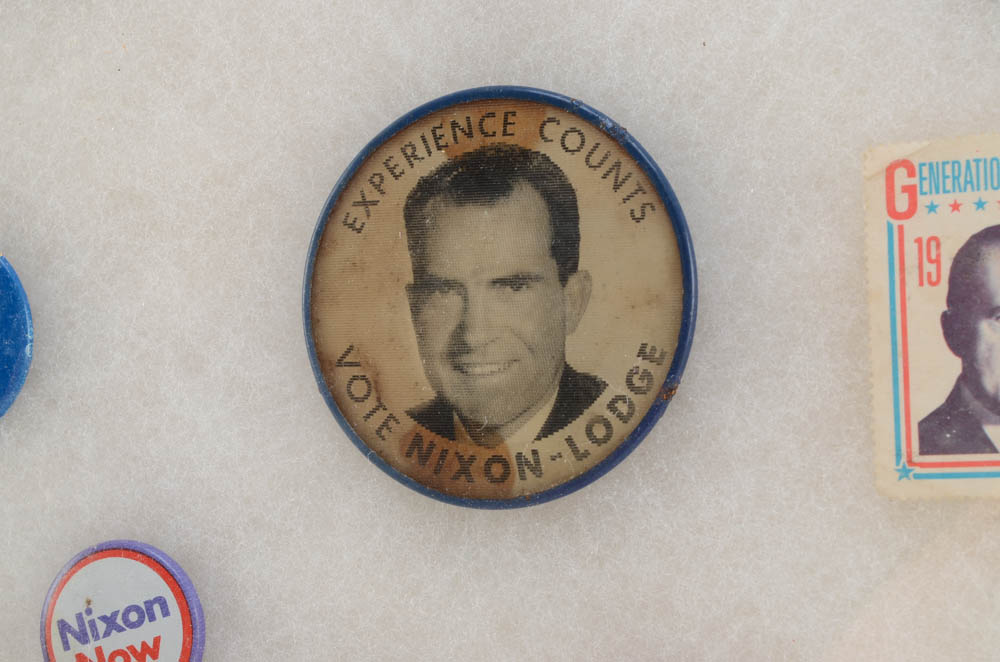 EXPERIENCE COUNTS
VOTE NIXON-LODGE
GENERATIO
19
Nixon
Now